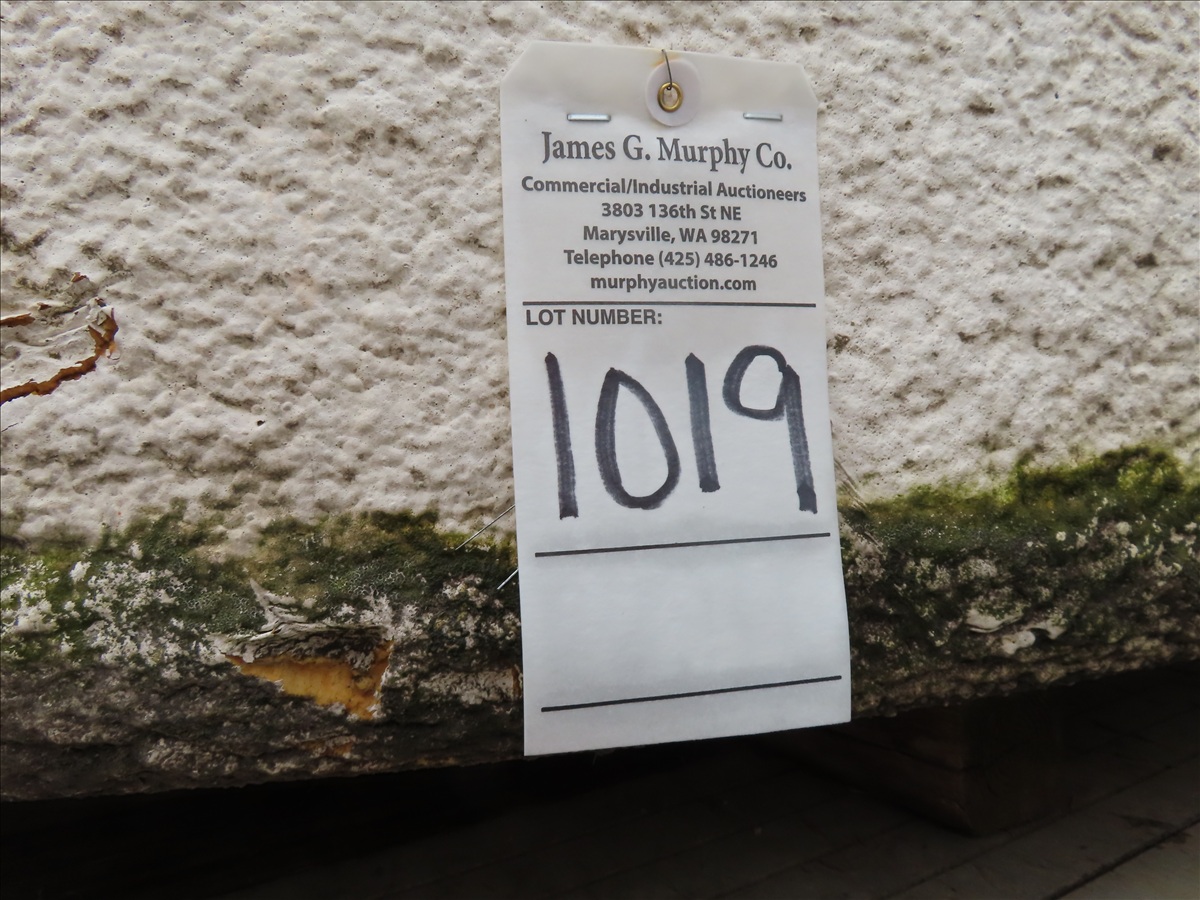 James G. Murphy Co.
Commercial/Industrial Auctioneers
3803 136th St NE
Marysville, WA 98271
Telephone (425) 486-1246
murphyauction.com
LOT NUMBER:
1019